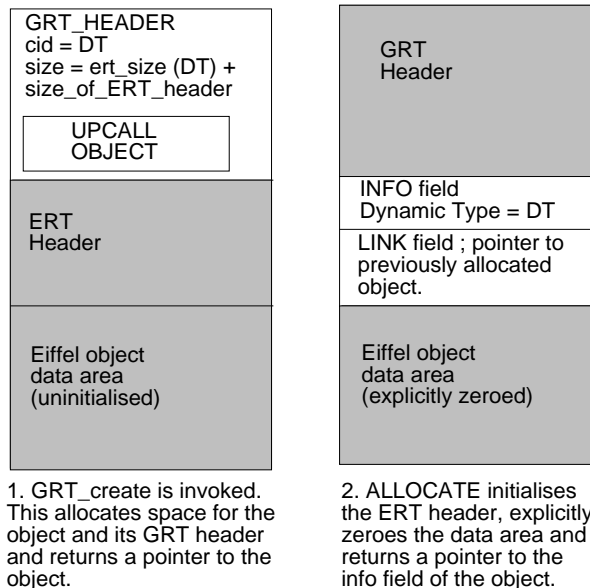 GRT_HEADER
cid = DT
size = ert_size (DT) +
size_of_ERT_header
UPCALL
OBJECT
ERT
Header
Eiffel object
data area
(uninitialised)
1. GRT_create is invoked.
This allocates space for the
object and its GRT header
and returns a pointer to the
object.
GRT
Header
INFO field
Dynamic Type = DT
LINK field ; pointer to
previously allocated
object.
Eiffel object
data area
(explicitly zeroed)
2. ALLOCATE initialises
the ERT header, explicitly
zeroes the data area and
returns a pointer to the
info field of the object.